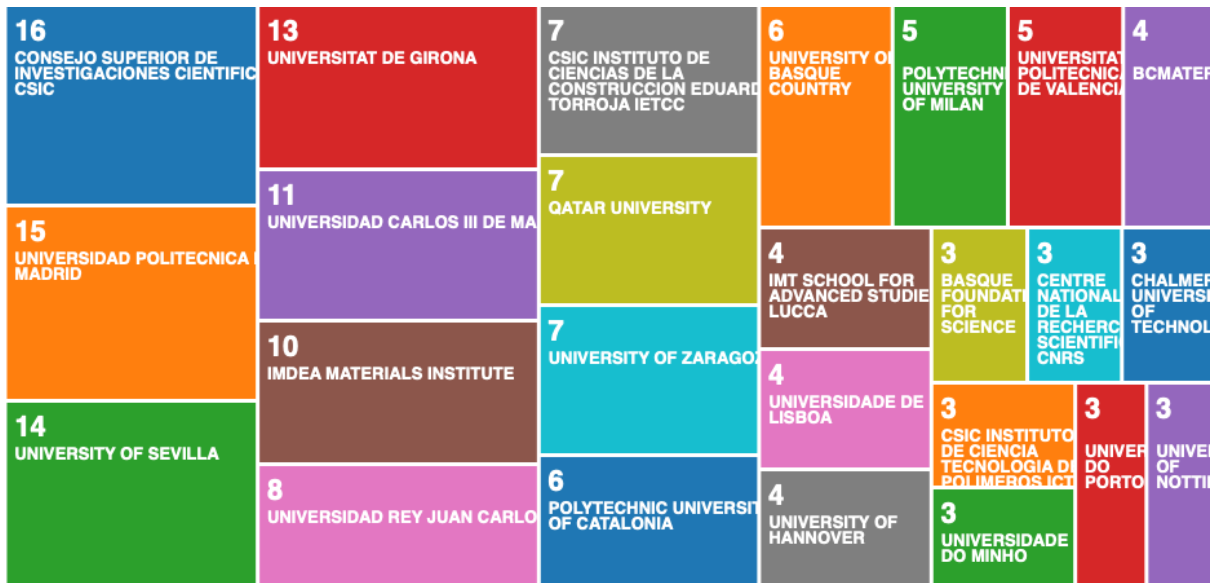 16
CONSEJO SUPERIOR DE
INVESTIGACIONES CIENTIFIC
CSIC
15
UNIVERSIDAD POLITECNICA
MADRID
14
UNIVERSITY OF SEVILLA
13
UNIVERSITAT DE GIRONA
11
UNIVERSIDAD CARLOS III DE MA
10
IMDEA MATERIALS INSTITUTE
8
UNIVERSIDAD REY JUAN CARLO
7
CSIC INSTITUTO DE
CIENCIAS DE LA
CONSTRUCCION EDUARD
TORROJA IETCC
7
QATAR UNIVERSITY
7
UNIVERSITY OF ZARAGOZ
6
POLYTECHNIC UNIVERSIT
OF CATALONIA
6
UNIVERSITY OF
BASQUE
COUNTRY
5
POLYTECHNI
UNIVERSITY
OF MILAN
5
UNIVERSITAT
POLITECNICA
DE VALENCIA
4
BCMATER
4
IMT SCHOOL FOR
ADVANCED STUDIE
LUCCA
4
UNIVERSIDADE DE
LISBOA
4
UNIVERSITY OF
HANNOVER
3
BASQUE
FOUNDATI
FOR
SCIENCE
3
CENTRE
NATIONAL
DE LA
RECHERC
SCIENTIFI
CNRS
3
CHALMER
UNIVERSI
OF
TECHNOL
3
CSIC INSTITUTO
DE CIENCIA
TECNOLOGIA DE
POLIMEROS ICT
3
UNIVERSIDADE
DO MINHO
3
UNIVER
DO
PORTO
3
UNIVE
OF
NOTTI